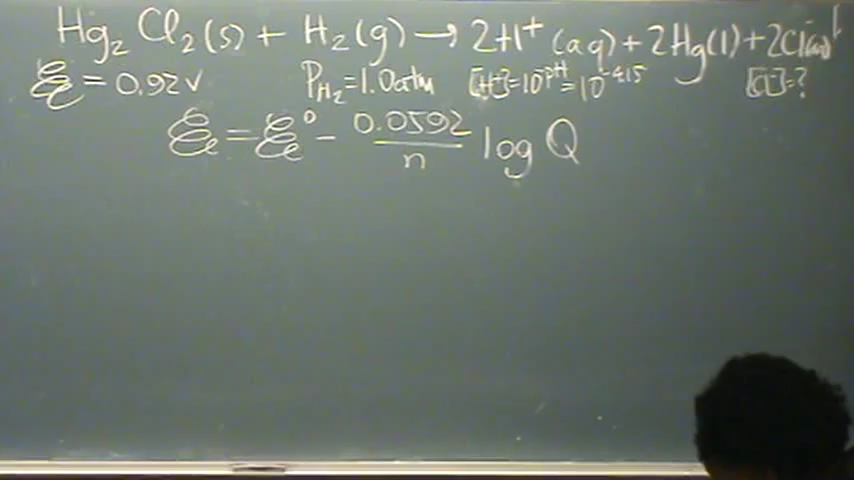 Hg₂Cl₂(s) + H₂(g) → 2H⁺(aq) + 2Hg(l) + 2Cl(aq)⁻
ℰ = 0.92 V P_H₂ = 1.0 atm [H⁺] = 10^-pH = 10^-4.15 [Cl⁻] = ?
ℰ = ℰ° - 0.0592/n log Q